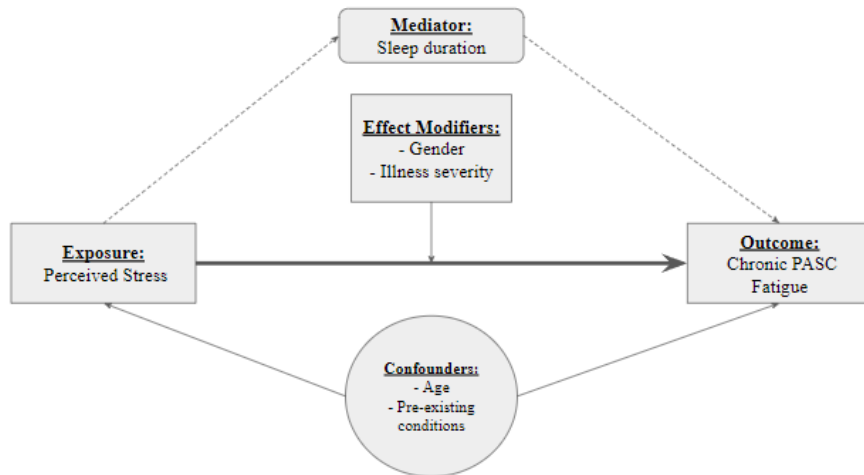 Mediator:
Sleep duration
Effect Modifiers:
- Gender
- Illness severity
Exposure:
Perceived Stress
Outcome:
Chronic PASC
Fatigue
Confounders:
- Age
- Pre-existing
conditions